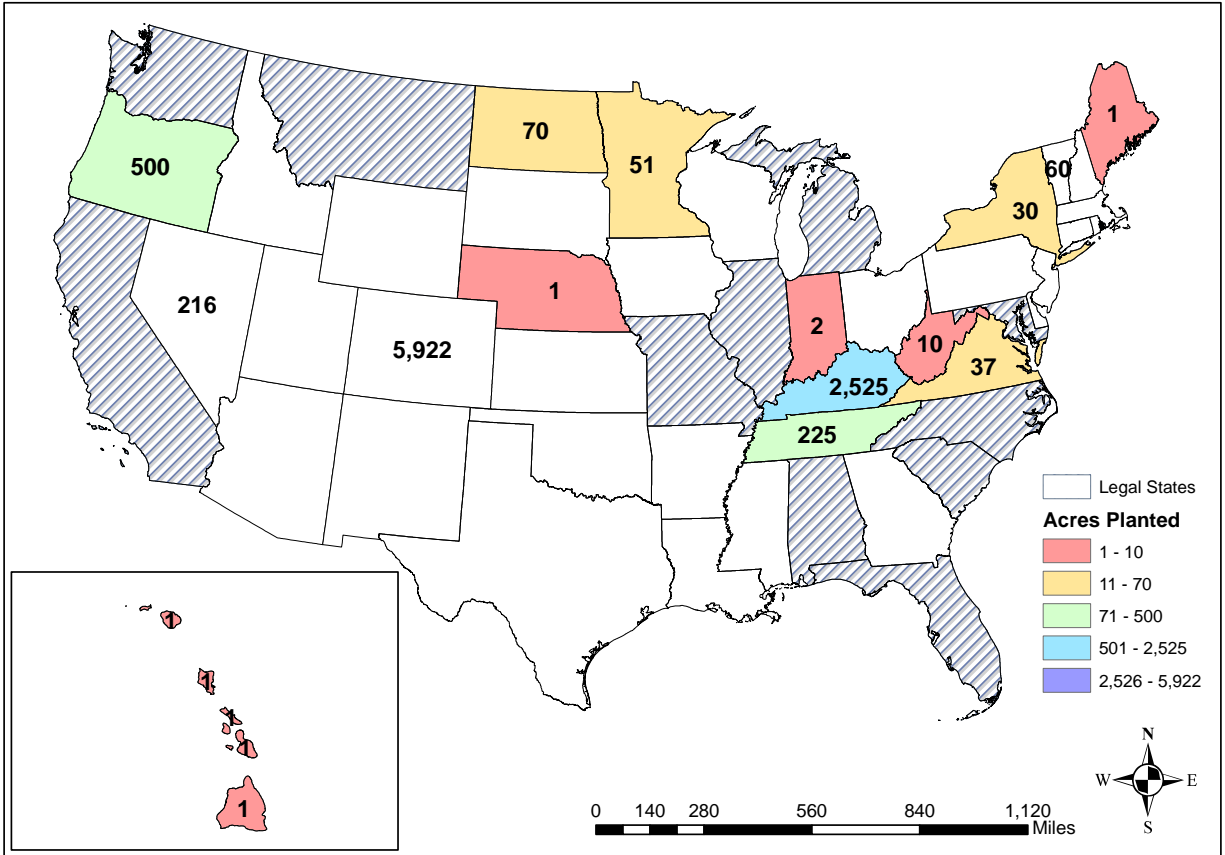 1
70
51
500
60
30
1
216
2
10
5,922
37
2,525
225
Legal States
Acres Planted
1 - 10
11 - 70
71 - 500
501 - 2,525
2,526 - 5,922
1
1
1
1
1
N
W E
S
0 140 280 560 840 1,120
Miles